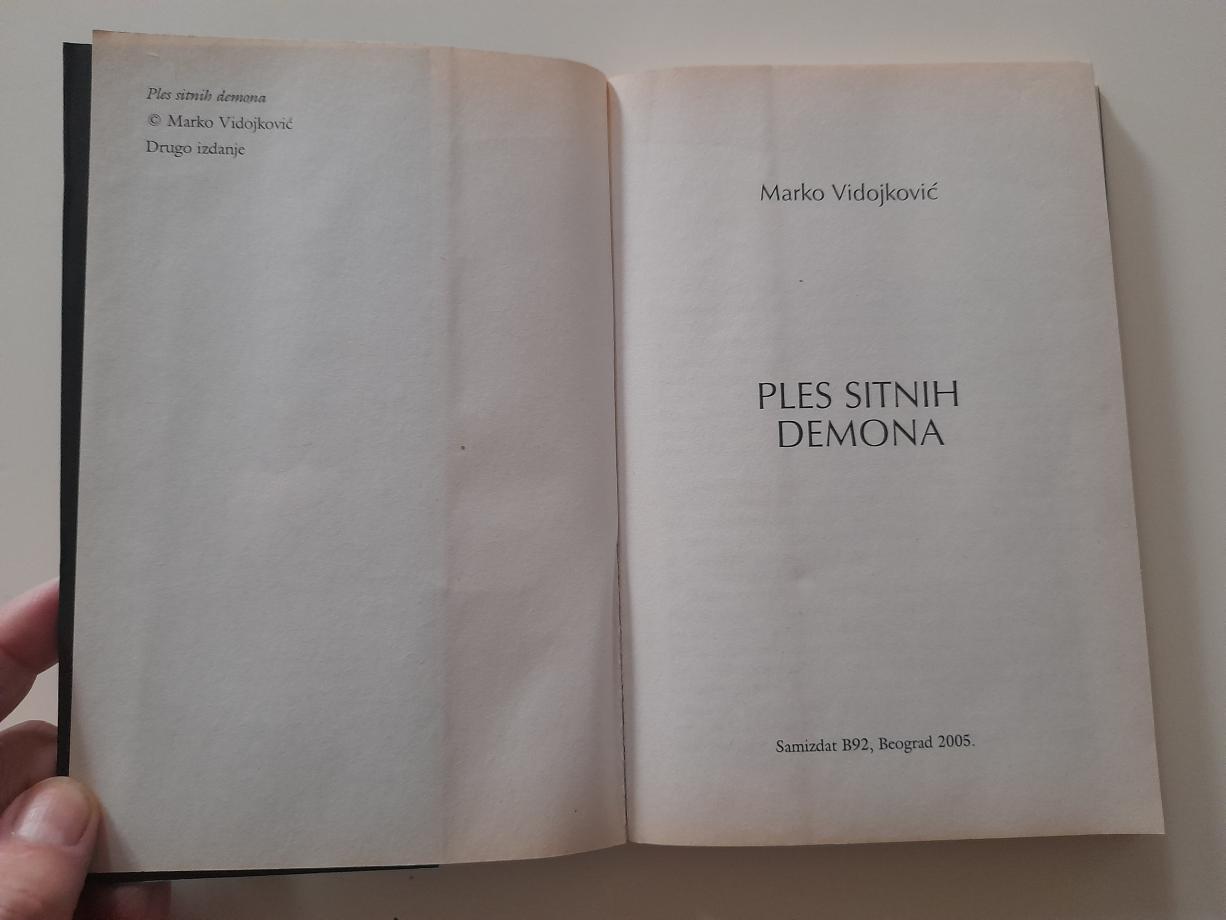 Ples sitnih demona
© Marko Vidojković
Drugo izdanje
Marko Vidojković
PLES SITNIH
DEMONA
Samizdat B92, Beograd 2005.